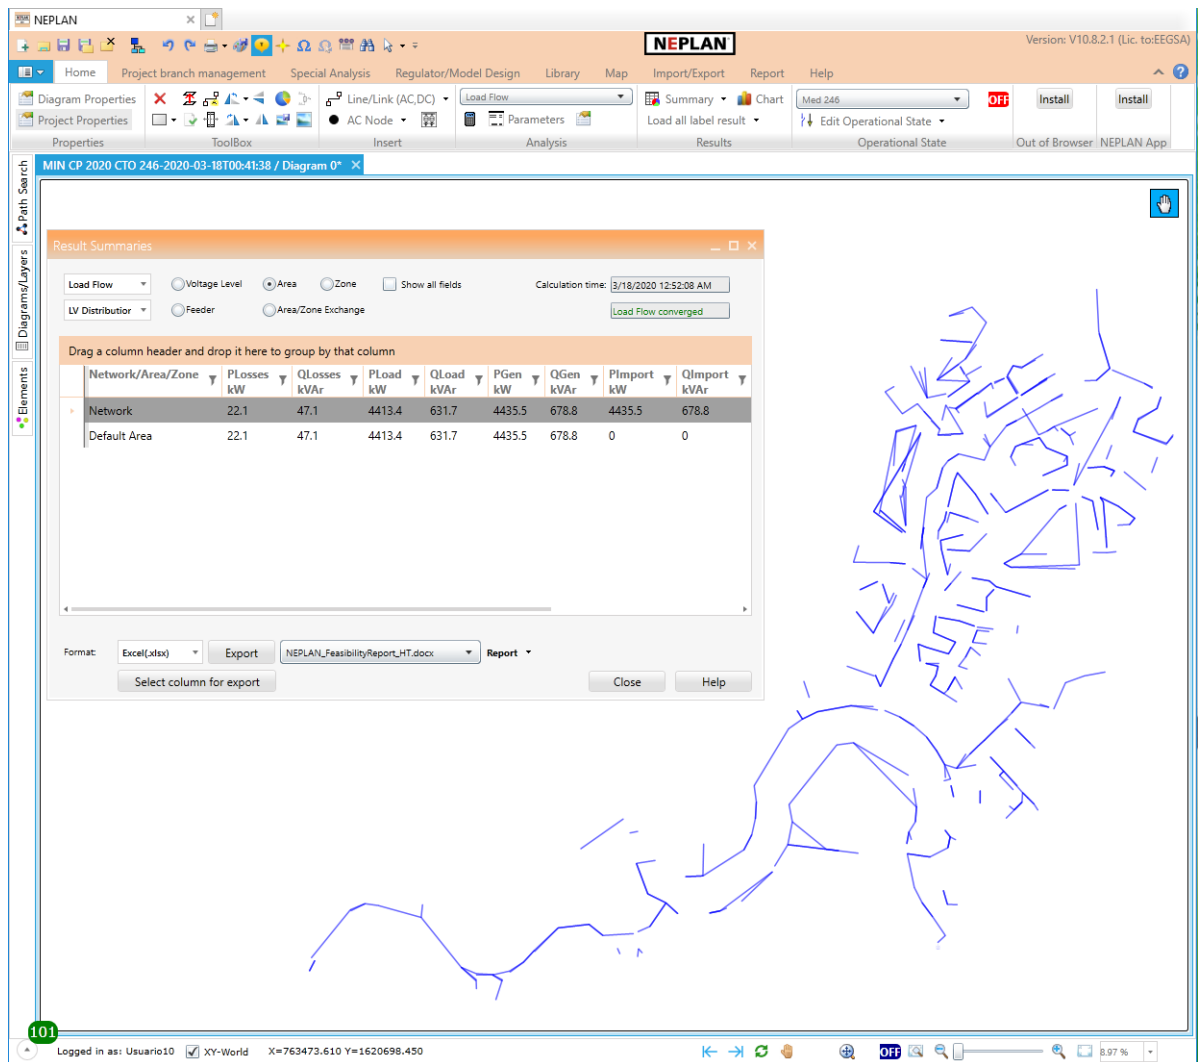 NEPLAN
NEPLAN
Version: V10.8.2.1 (Lic. to:EEGSA)
Home Project branch management Special Analysis Regulator/Model Design Library Map Import/Export Report Help
Diagram Properties Line/Link (AC,DC) Load Flow Summary Chart Med 246 OFF Install Install
Project Properties AC Node Parameters Load all label result Edit Operational State
Properties ToolBox Insert Analysis Results Operational State Out of Browser NEPLAN App
MIN CP 2020 CTO 246-2020-03-18T00:41:38 / Diagram 0*
Path Search
Diagrams/Layers
Elements
Result Summaries
Load Flow Voltage Level Area Zone Show all fields Calculation time: 3/18/2020 12:52:08 AM
LV Distributior Feeder Area/Zone Exchange Load Flow converged
Drag a column header and drop it here to group by that column
Network/Area/Zone PLosses QLosses PLoad QLoad PGen QGen PImport QImport
kW kVAr kW kVAr kW kVAr kW kVAr
Network 22.1 47.1 4413.4 631.7 4435.5 678.8 4435.5 678.8
Default Area 22.1 47.1 4413.4 631.7 4435.5 678.8 0 0
Format: Excel(.xlsx) Export NEPLAN_FeasibilityReport_HT.docx Report
Select column for export Close Help
101
Logged in as: Usuario10 XY-World X=763473.610 Y=1620698.450 OFF 8.97 %